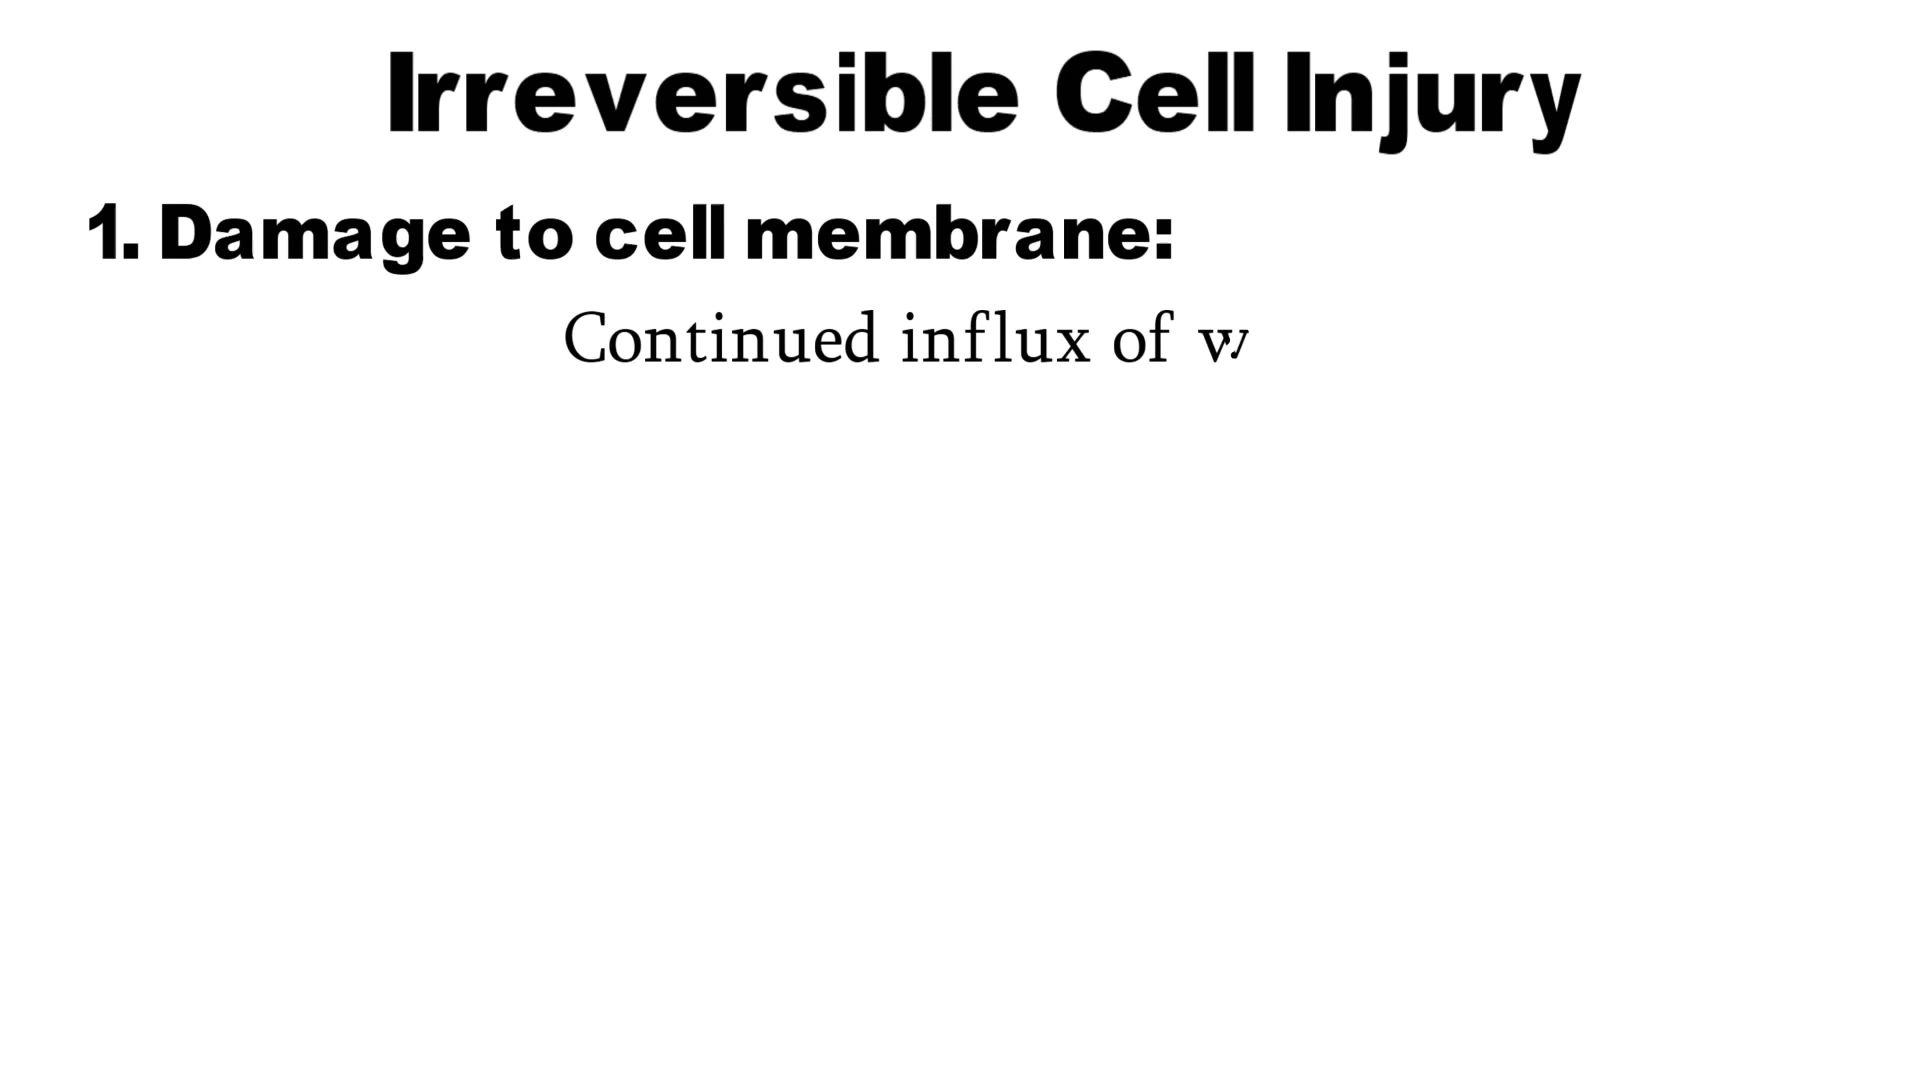 Irreversible Cell Injury
1. Damage to cell membrane:
Continued influx of w